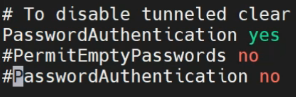 # To disable tunneled clear
PasswordAuthentication yes
#PermitEmptyPasswords no
#PasswordAuthentication no